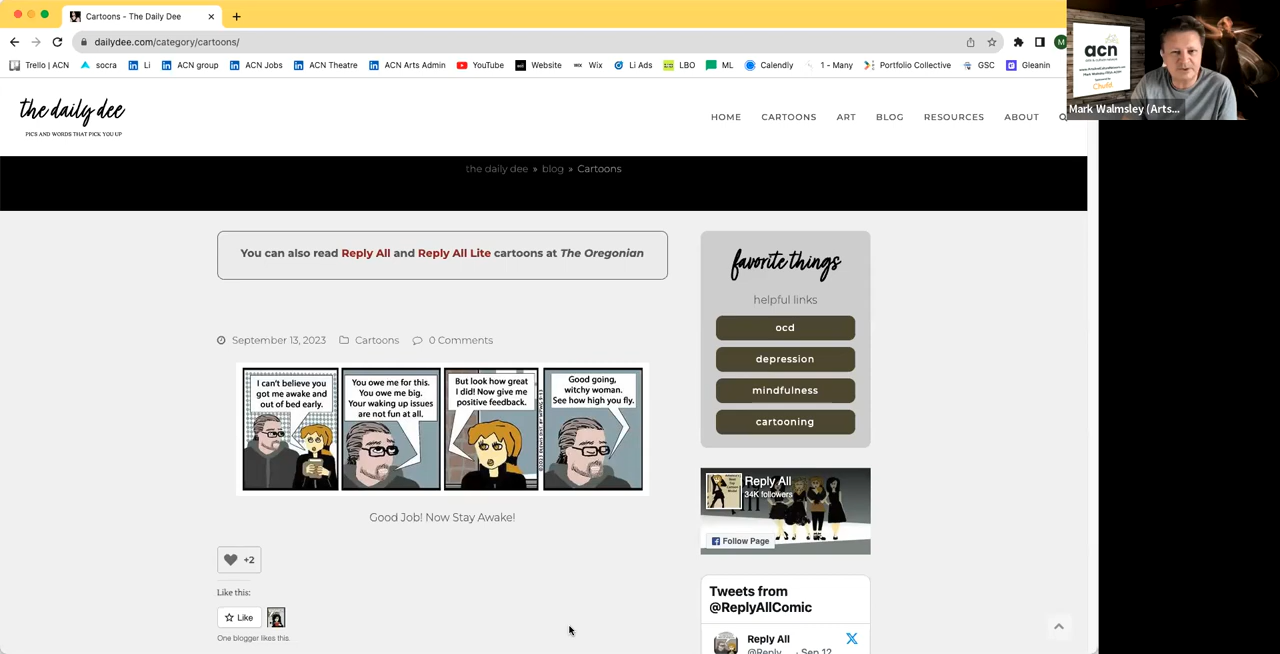 Cartoons - The Daily Dee
dailydee.com/category/cartoons/
Trello | ACN
socra
Li
ACN group
ACN Jobs
ACN Theatre
ACN Arts Admin
YouTube
Website
Wix
Li Ads
LBO
ML
Calendly
1 - Many
Portfolio Collective
GSC
Gleanin
M
acn
Mark Walmsley (Arts...
the daily dee
PICS AND WORDS THAT PICK YOU UP
HOME
CARTOONS
ART
BLOG
RESOURCES
ABOUT
the daily dee » blog » Cartoons
You can also read Reply All and Reply All Lite cartoons at The Oregonian
September 13, 2023
Cartoons
0 Comments
I can't believe you
got me awake and
out of bed early.
You owe me for this.
You owe me big.
Your waking up issues
are not fun at all.
But look how great
I did! Now give me
positive feedback.
Good going,
witchy woman.
See how high you fly.
Good Job! Now Stay Awake!
+2
Like this:
Like
One blogger likes this.
favorite things
helpful links
ocd
depression
mindfulness
cartooning
Reply All
34K followers
Follow Page
Tweets from
@ReplyAllComic
Reply All
@Reply... · Sep 12